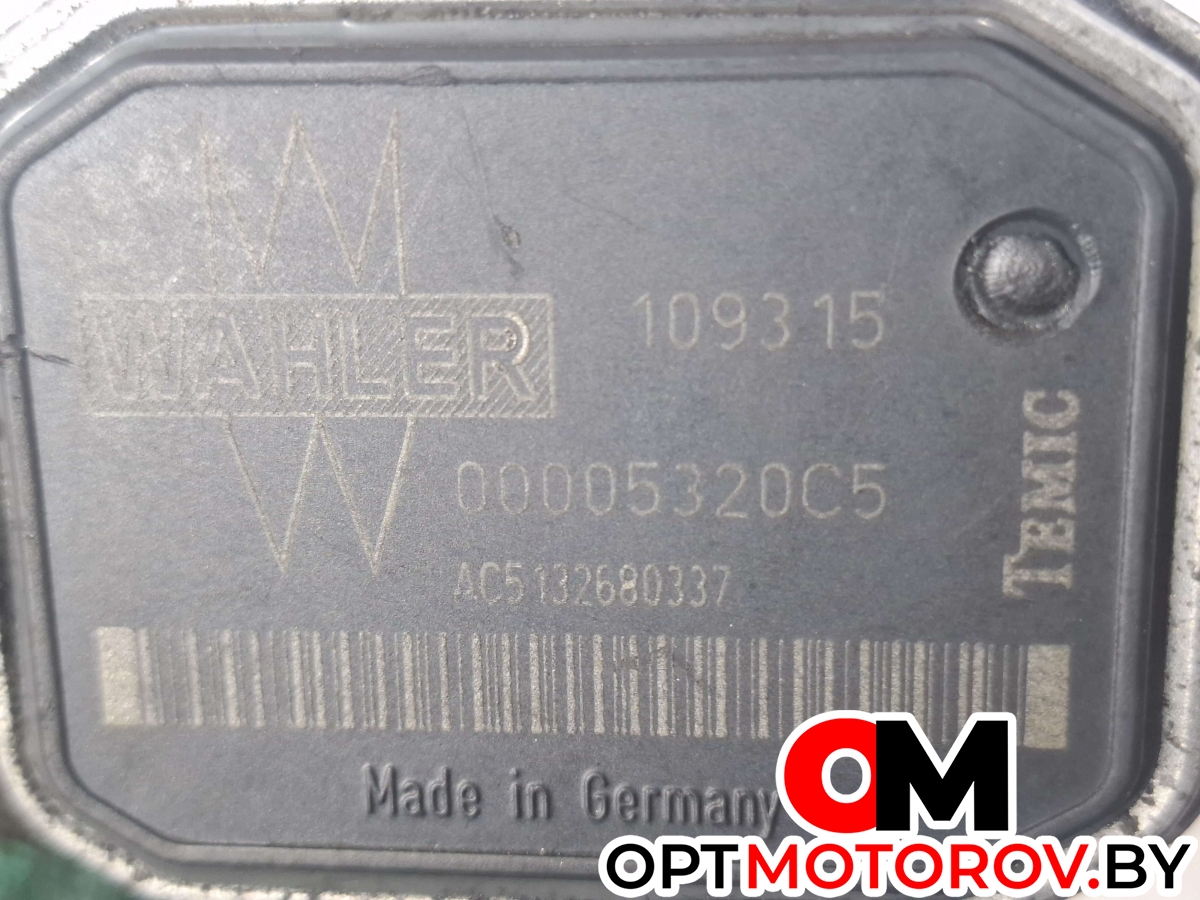 WAHLER
109315
00005320C5
AC5132680337
TEMIC
Made in Germany
OM
OPTMOTOROV.BY